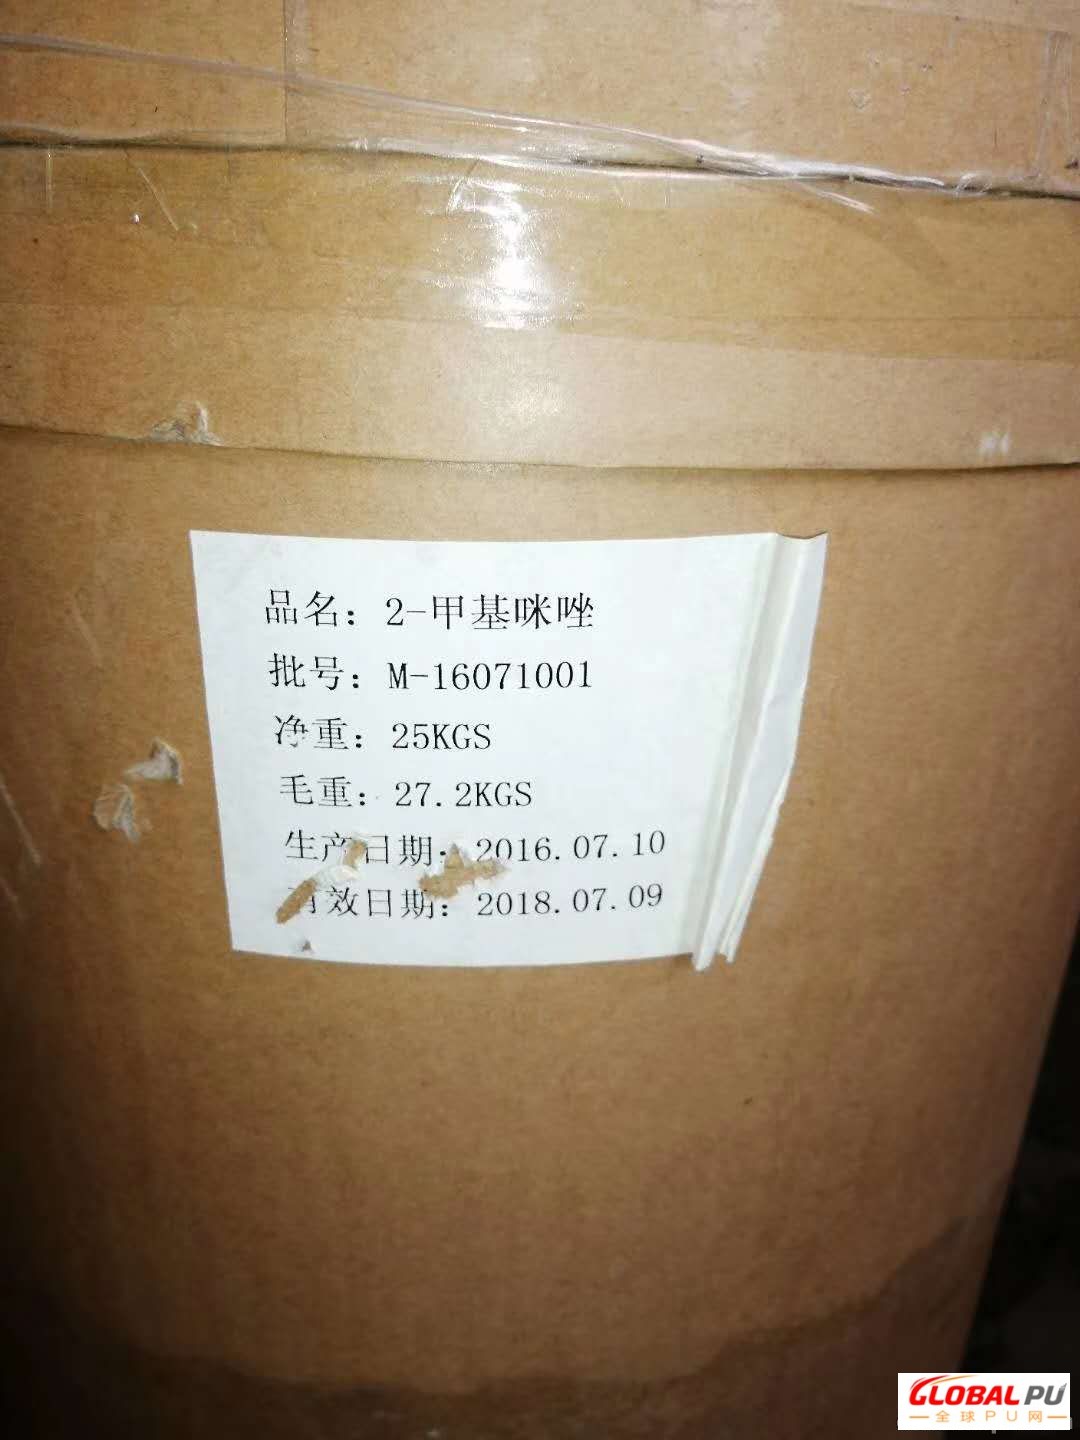 品名：2-甲基咪唑
批号：M-16071001
净重：25KGS
毛重：27.2KGS
生产日期：2016.07.10
有效日期：2018.07.09
GLOBAL PU
全球PU网